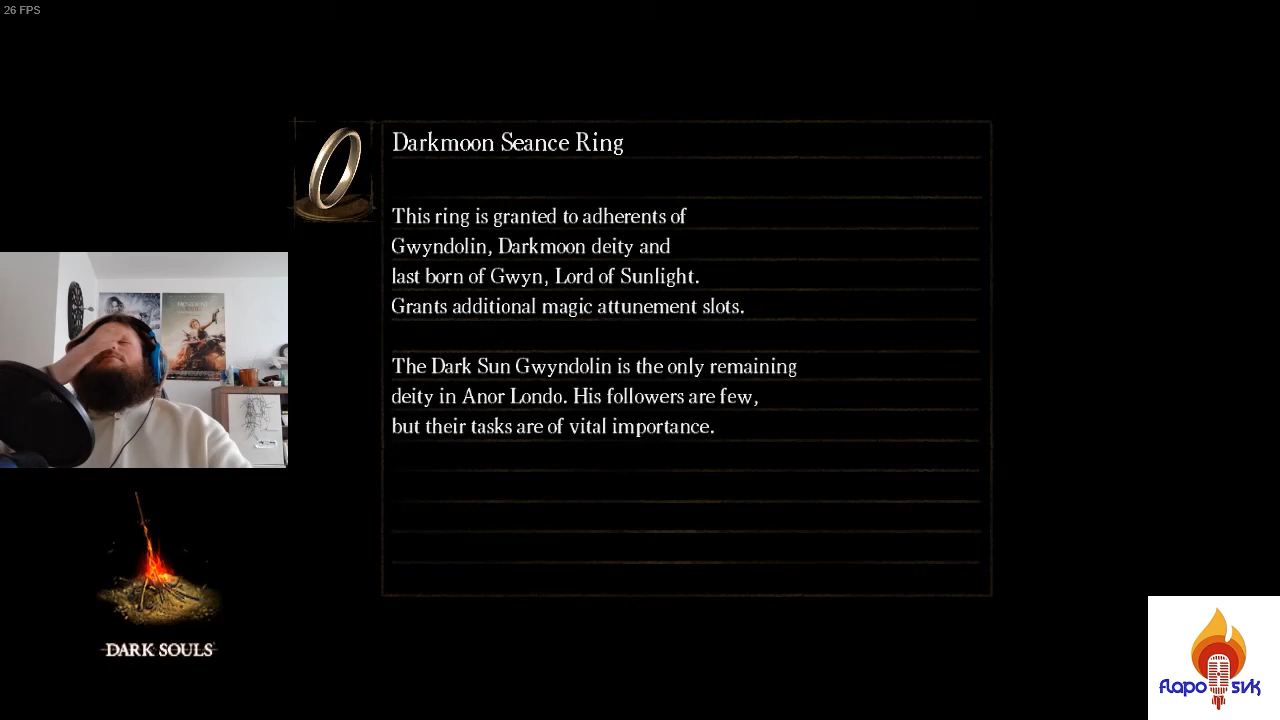 26 FPS
Darkmoon Seance Ring
This ring is granted to adherents of
Gwyndolin, Darkmoon deity and
last born of Gwyn, Lord of Sunlight.
Grants additional magic attunement slots.
The Dark Sun Gwyndolin is the only remaining
deity in Anor Londo. His followers are few,
but their tasks are of vital importance.
DARK SOULS
flapo svk